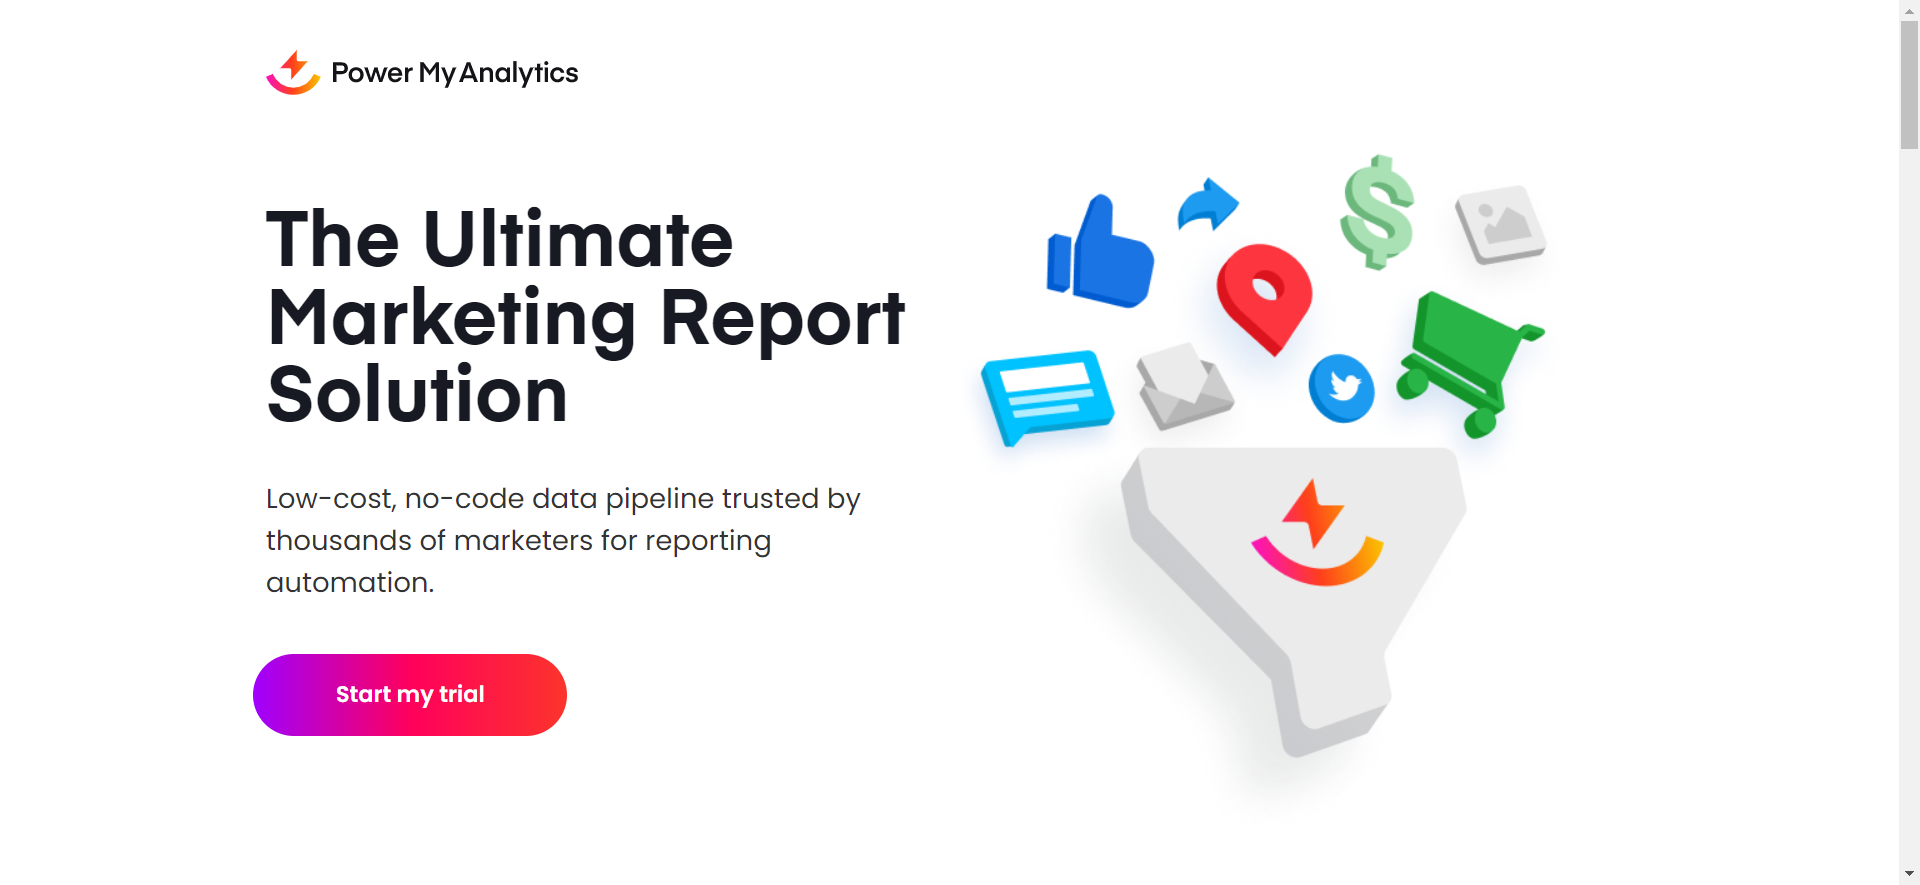 Power My Analytics
The Ultimate
Marketing Report
Solution
Low-cost, no-code data pipeline trusted by
thousands of marketers for reporting
automation.
Start my trial